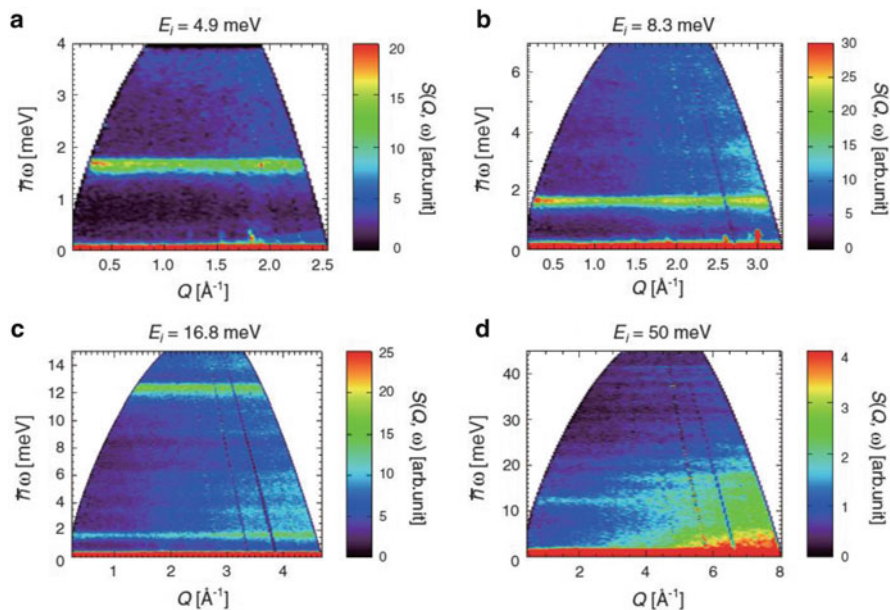 a
E_i = 4.9 meV
4
3
2
1
0
ħω [meV]
0.5 1.0 1.5 2.0 2.5
Q [Å⁻¹]
20
15
10
5
0
S(Q, ω) [arb.unit]
b
E_i = 8.3 meV
6
4
2
0
ħω [meV]
0.5 1.0 1.5 2.0 2.5 3.0
Q [Å⁻¹]
30
25
20
15
10
5
0
S(Q, ω) [arb.unit]
c
E_i = 16.8 meV
14
12
10
8
6
4
2
0
ħω [meV]
1 2 3 4
Q [Å⁻¹]
25
20
15
10
5
0
S(Q, ω) [arb.unit]
d
E_i = 50 meV
40
30
20
10
0
ħω [meV]
2 4 6 8
Q [Å⁻¹]
4
3
2
1
0
S(Q, ω) [arb.unit]